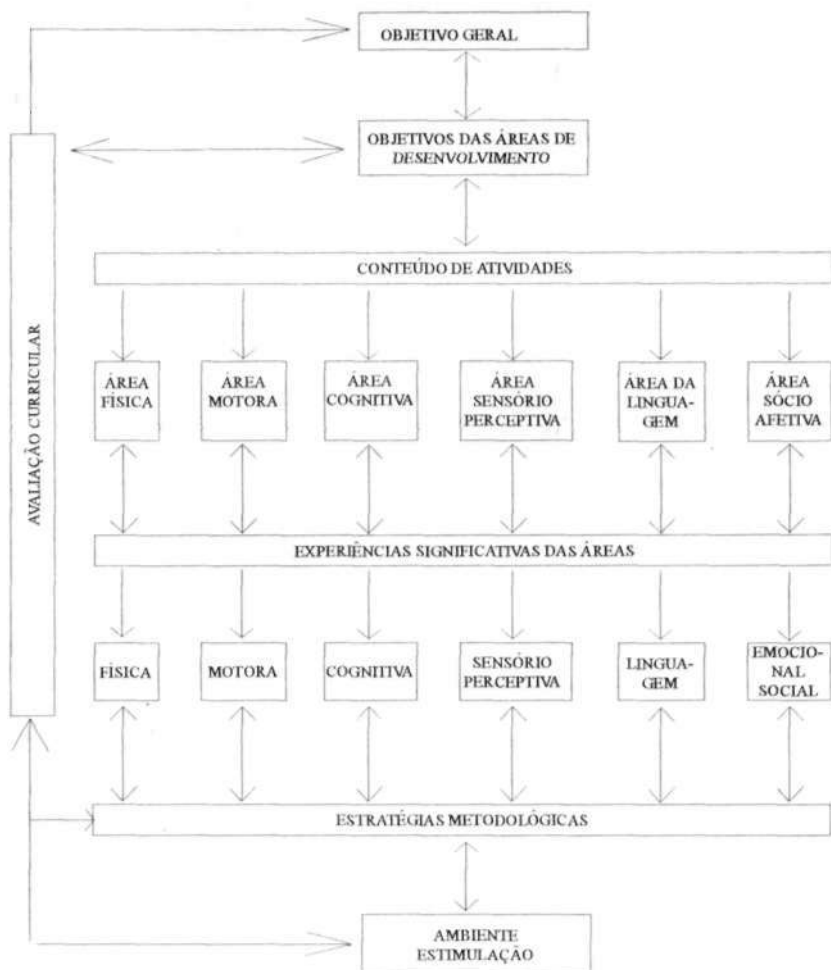 OBJETIVO GERAL
OBJETIVOS DAS ÁREAS DE
DESENVOLVIMENTO
AVALIAÇÃO CURRICULAR
CONTEÚDO DE ATIVIDADES
ÁREA
FÍSICA
ÁREA
MOTORA
ÁREA
COGNITIVA
ÁREA
SENSÓRIO
PERCEPTIVA
ÁREA DA
LINGUA-
GEM
ÁREA
SÓCIO
AFETIVA
EXPERIÊNCIAS SIGNIFICATIVAS DAS ÁREAS
FÍSICA
MOTORA
COGNITIVA
SENSÓRIO
PERCEPTIVA
LINGUA-
GEM
EMOCIO-
NAL
SOCIAL
ESTRATÉGIAS METODOLÓGICAS
AMBIENTE
ESTIMULAÇÃO